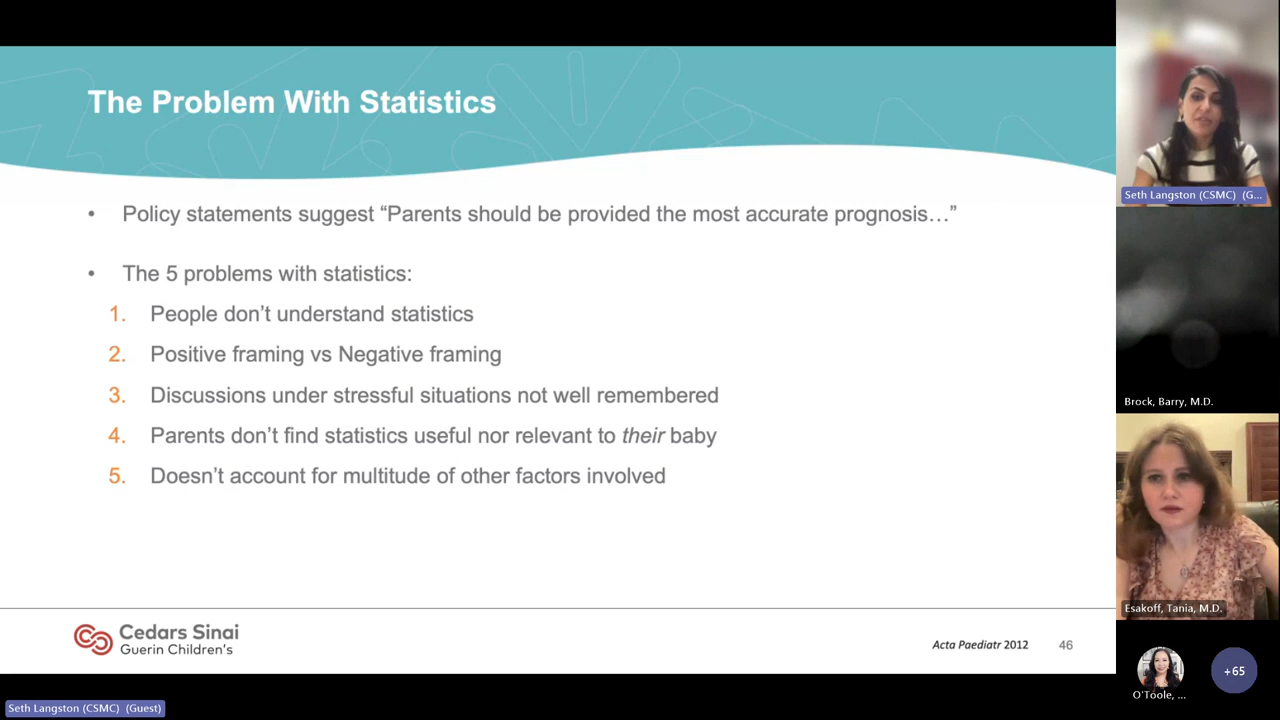 The Problem With Statistics
• Policy statements suggest “Parents should be provided the most accurate prognosis…”
• The 5 problems with statistics:
1. People don’t understand statistics
2. Positive framing vs Negative framing
3. Discussions under stressful situations not well remembered
4. Parents don’t find statistics useful nor relevant to their baby
5. Doesn’t account for multitude of other factors involved
Cedars Sinai
Guerin Children’s
Acta Paediatr 2012
46
Seth Langston (CSMC) (Guest)
Seth Langston (CSMC) (G...
Brock, Barry, M.D.
Esakoff, Tania, M.D.
O'Toole, ...
+65